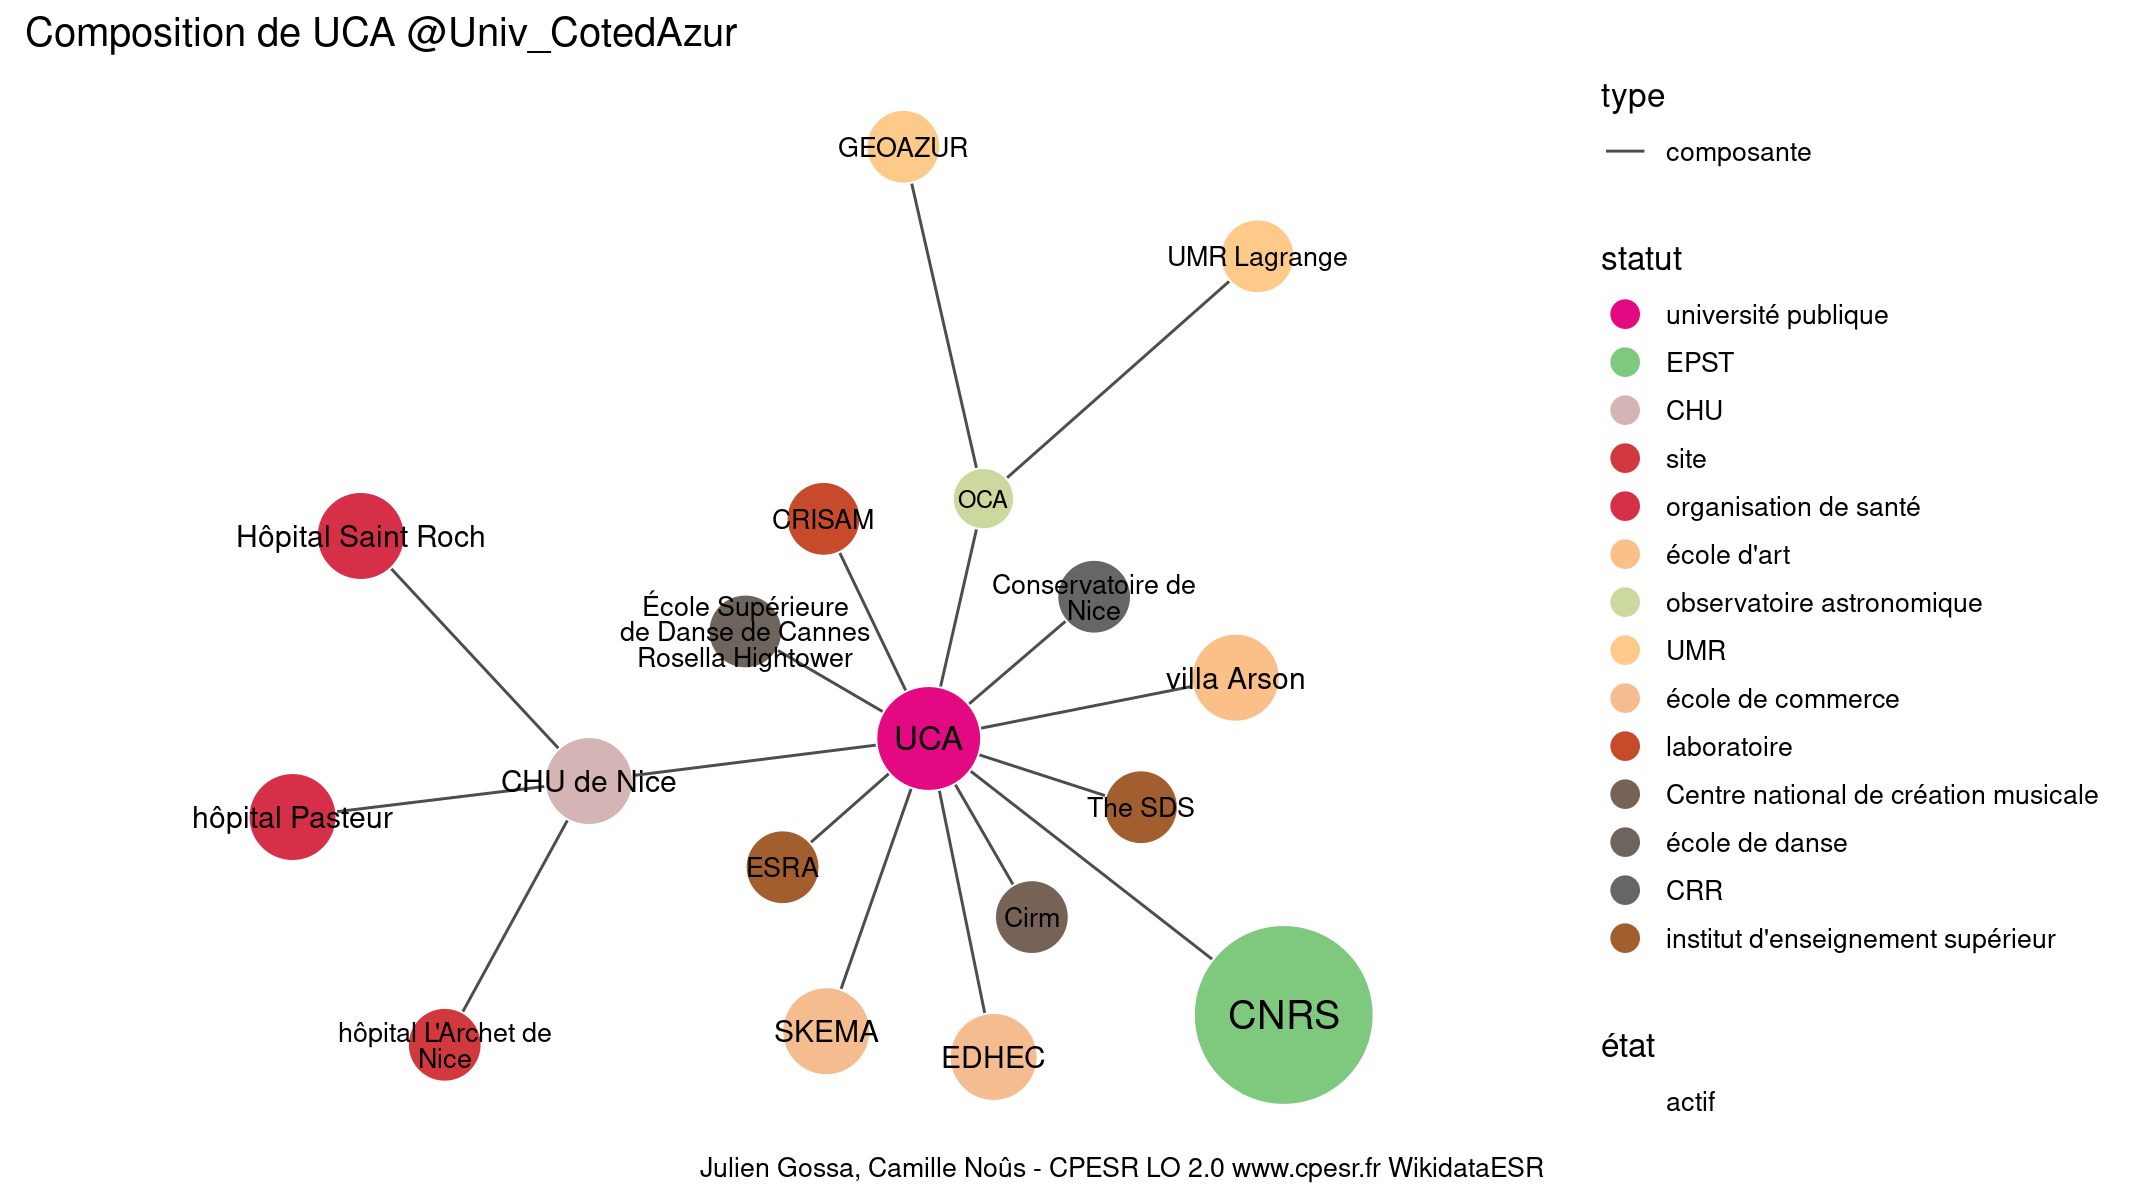 Composition de UCA @Univ_CotedAzur
GEOAZUR
UMR Lagrange
OCA
CRISAM
Hôpital Saint Roch
École Supérieure
de Danse de Cannes
Rosella Hightower
Conservatoire de
Nice
villa Arson
UCA
CHU de Nice
hôpital Pasteur
The SDS
ESRA
Cirm
hôpital L'Archet de
Nice
SKEMA
EDHEC
CNRS
type
composante
statut
université publique
EPST
CHU
site
organisation de santé
école d'art
observatoire astronomique
UMR
école de commerce
laboratoire
Centre national de création musicale
école de danse
CRR
institut d'enseignement supérieur
état
actif
Julien Gossa, Camille Noûs - CPESR LO 2.0 www.cpesr.fr WikidataESR